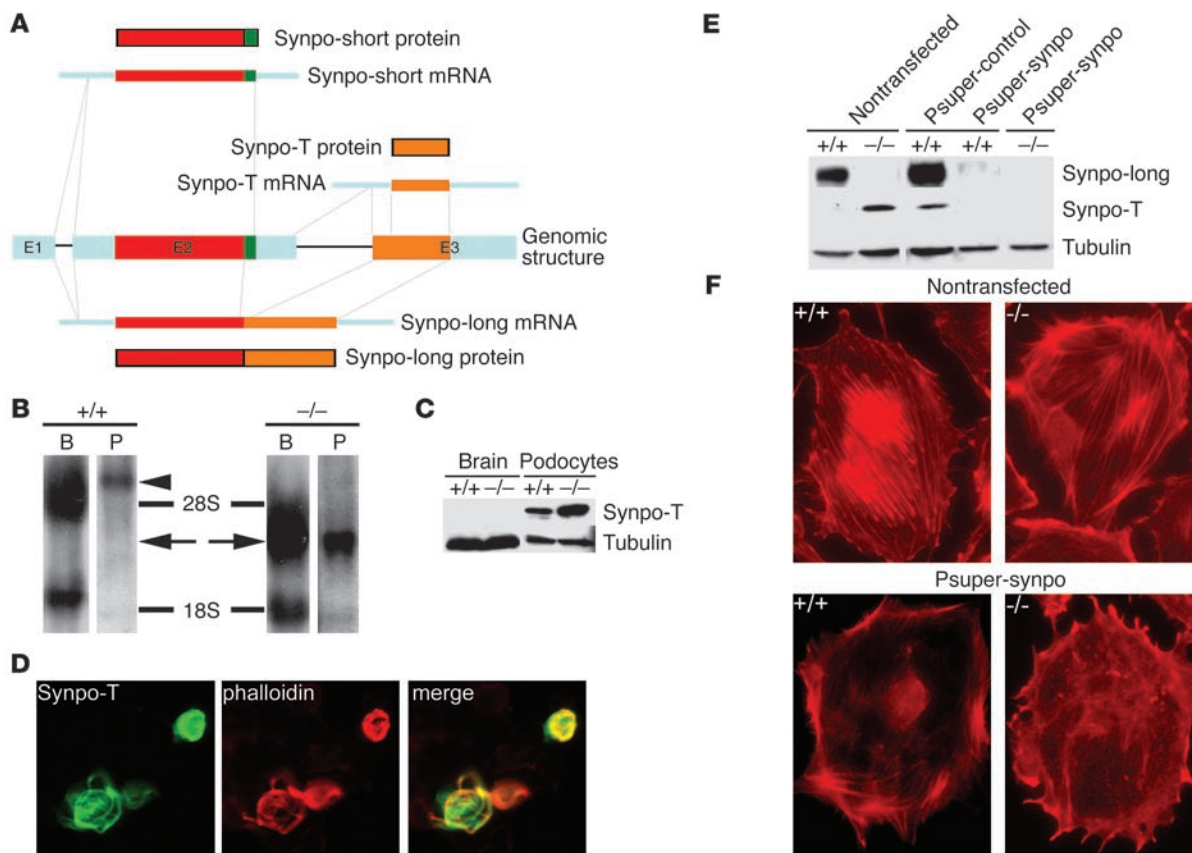 A
Synpo-short protein
Synpo-short mRNA
Synpo-T protein
Synpo-T mRNA
E1
E2
E3
Genomic
structure
Synpo-long mRNA
Synpo-long protein
B
+/+
–/–
B P
B P
28S
18S
C
Brain Podocytes
+/+ –/– +/+ –/–
Synpo-T
Tubulin
D
Synpo-T
phalloidin
merge
E
Nontransfected
Psuper-control
Psuper-synpo
Psuper-synpo
+/+ –/– +/+ +/+ –/–
Synpo-long
Synpo-T
Tubulin
F
Nontransfected
+/+
-/-
Psuper-synpo
+/+
-/-